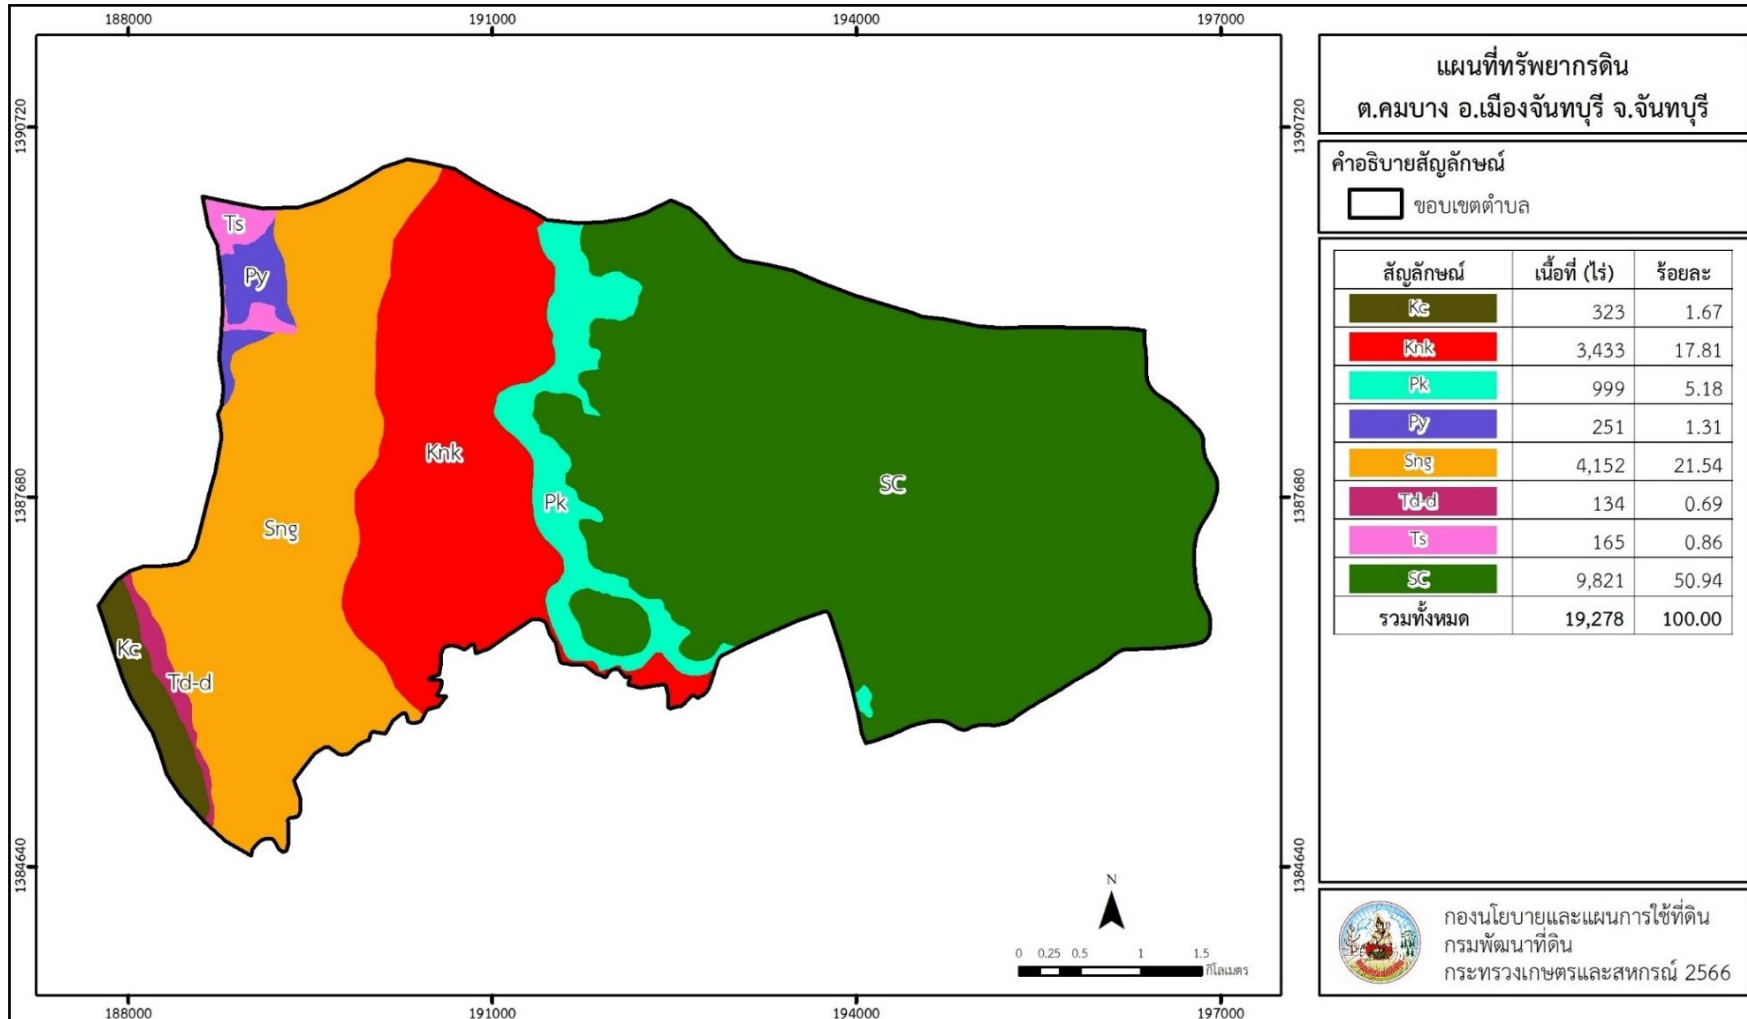 188000
191000
194000
197000
1390720
1390720
1387680
1387680
1384640
1384640
188000
191000
194000
197000
Ts
Py
Knk
SC
Pk
Sng
Kc
Td-d
N
0 0.25 0.5 1 1.5
กิโลเมตร
แผนที่ทรัพยากรดิน
ต.คมบาง อ.เมืองจันทบุรี จ.จันทบุรี
คำอธิบายสัญลักษณ์
ขอบเขตตำบล
สัญลักษณ์ เนื้อที่ (ไร่) ร้อยละ
Kc 323 1.67
Knk 3,433 17.81
Pk 999 5.18
Py 251 1.31
Sng 4,152 21.54
Td-d 134 0.69
Ts 165 0.86
SC 9,821 50.94
รวมทั้งหมด 19,278 100.00
กองนโยบายและแผนการใช้ที่ดิน
กรมพัฒนาที่ดิน
กระทรวงเกษตรและสหกรณ์ 2566